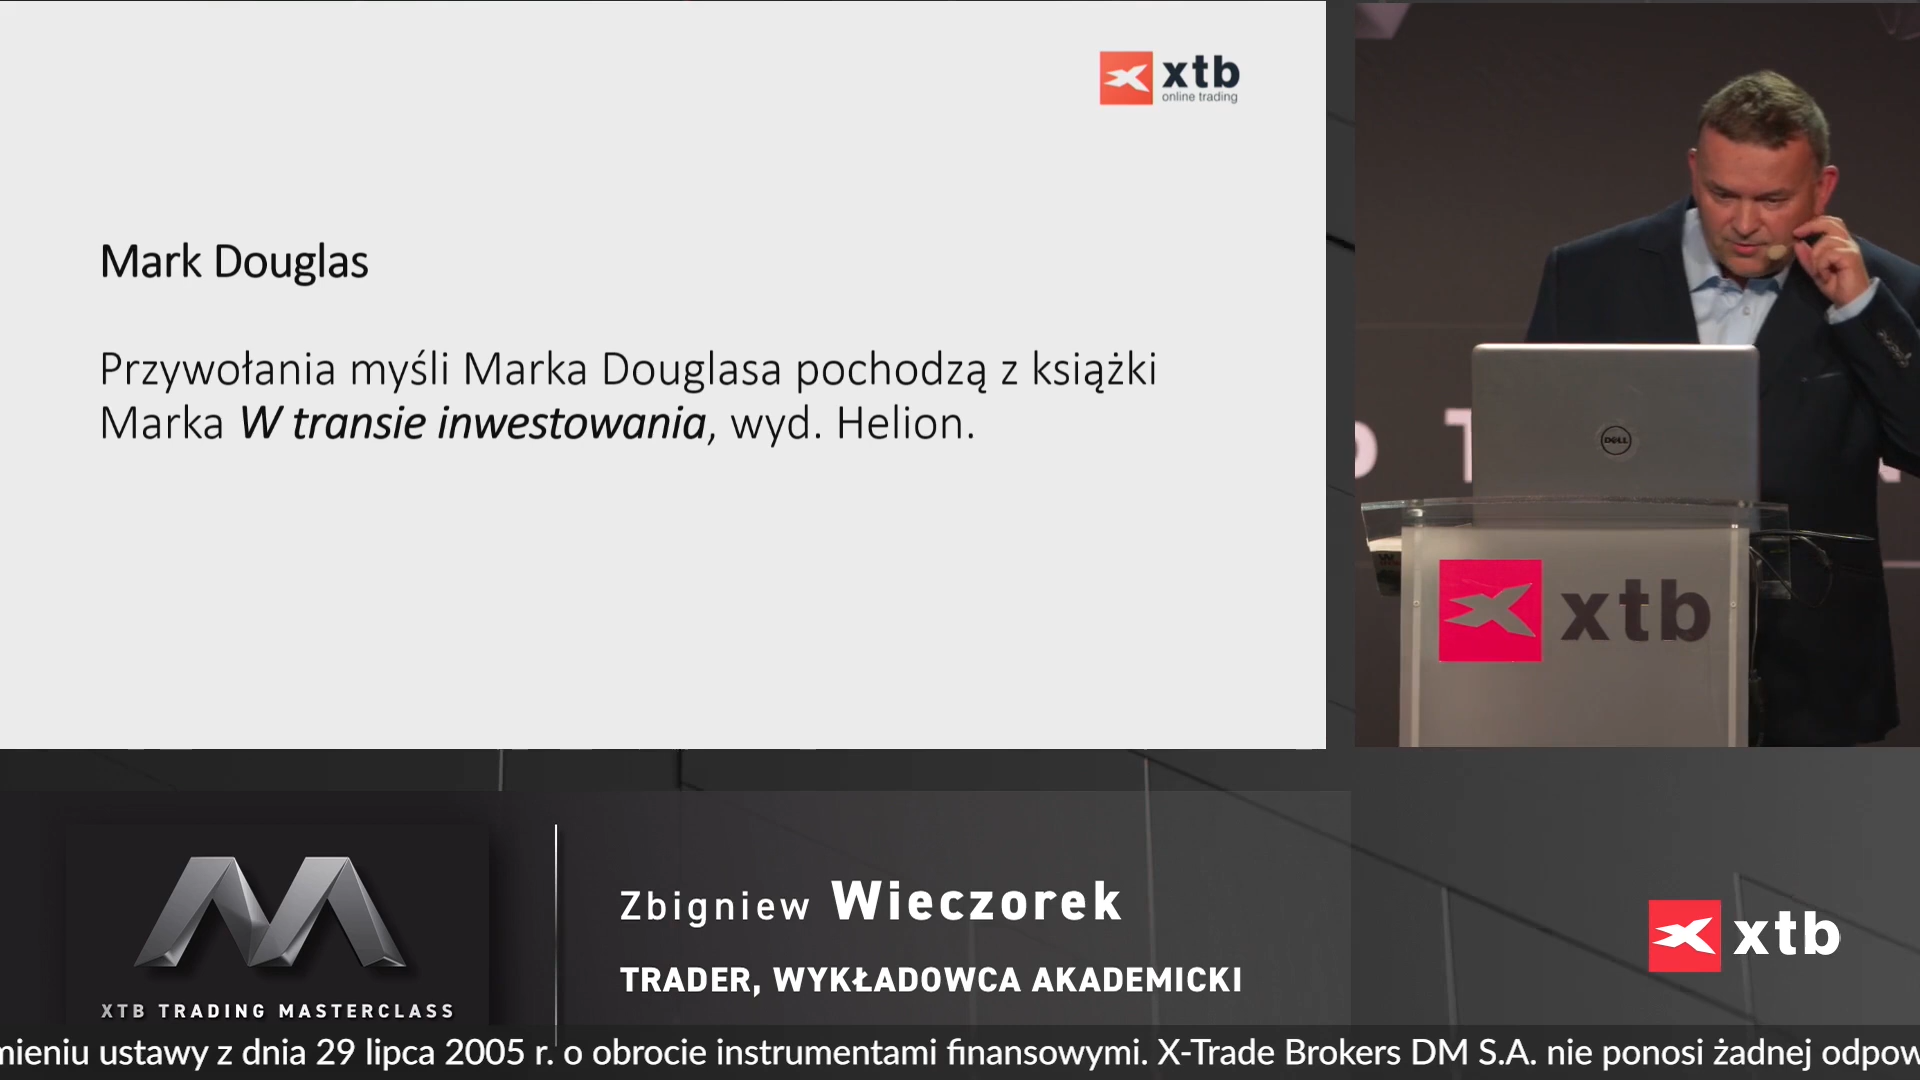 xtb
online trading
Mark Douglas
Przywołania myśli Marka Douglasa pochodzą z książki
Marka W transie inwestowania, wyd. Helion.
DELL
xtb
Zbigniew Wieczorek
TRADER, WYKŁADOWCA AKADEMICKI
XTB TRADING MASTERCLASS
xtb
mieniu ustawy z dnia 29 lipca 2005 r. o obrocie instrumentami finansowymi. X-Trade Brokers DM S.A. nie ponosi żadnej odpow